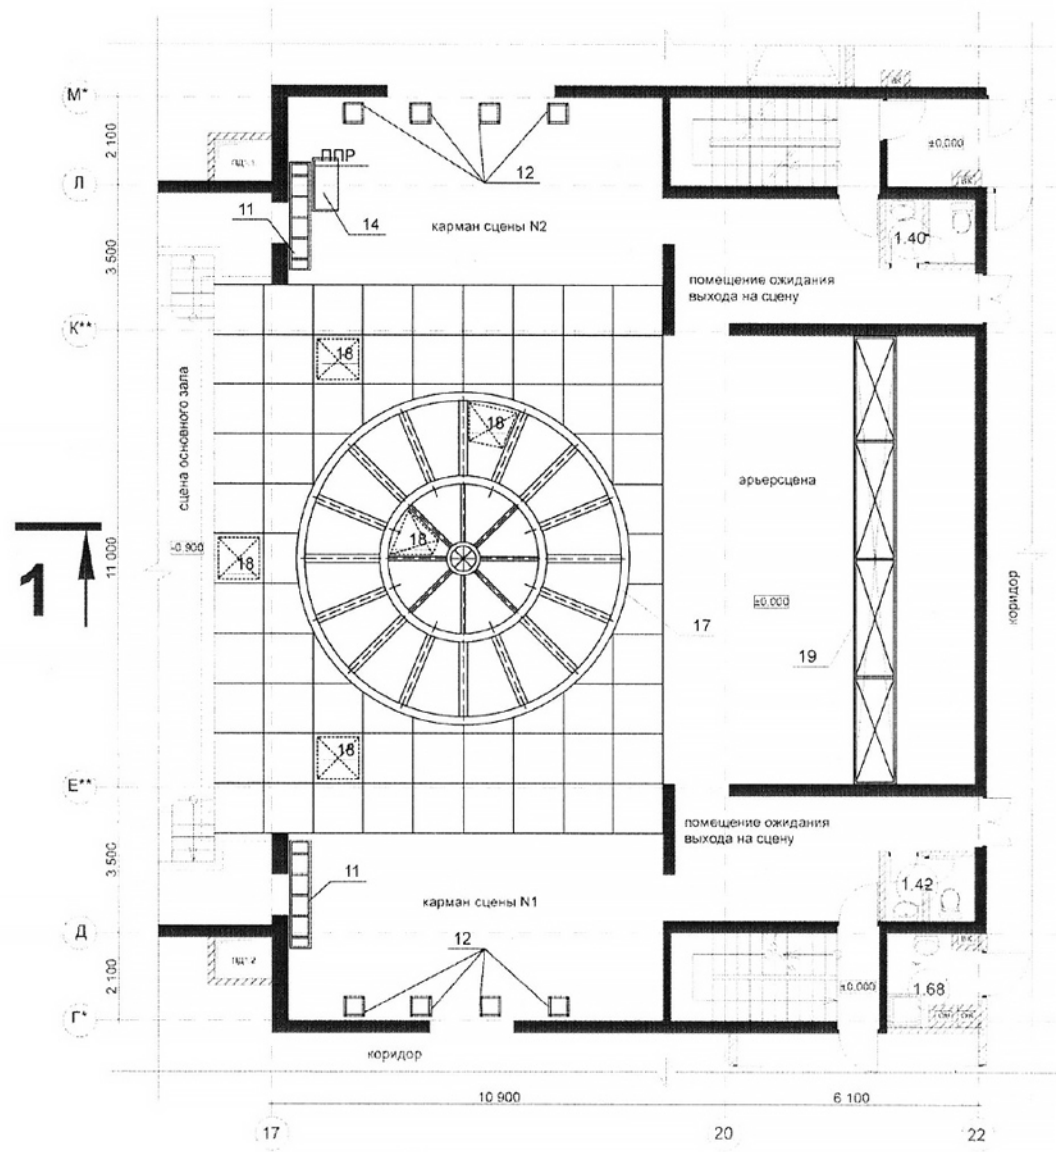 М*
2 100
ППР
12
±0,000
Л
11
14
карман сцены N2
1.40
3 500
помещение ожидания
выхода на сцену
К**
18
сцена основного зала
18
арьерсцена
18
-0.900
18
11 000
1
±0,000
коридор
17
19
18
Е**
помещение ожидания
выхода на сцену
3 500
11
1.42
карман сцены N1
Д
12
2 100
±0,000
1.68
Г*
коридор
10 900
6 100
17
20
22